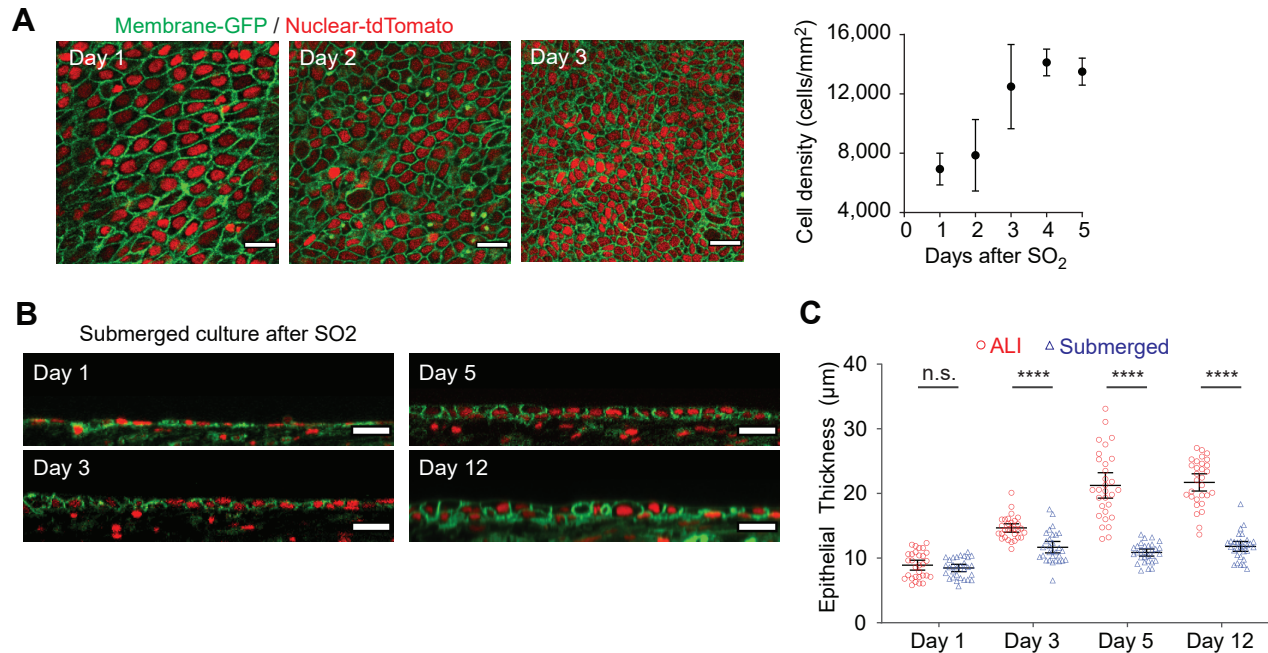 A
Membrane-GFP / Nuclear-tdTomato
Day 1
Day 2
Day 3
Cell density (cells/mm²)
16,000
12,000
8,000
4,000
0 1 2 3 4 5
Days after SO₂
B
Submerged culture after SO2
Day 1
Day 5
Day 3
Day 12
C
ALI Submerged
Epithelial Thickness (µm)
40
30
20
10
0
n.s. **** **** ****
Day 1 Day 3 Day 5 Day 12